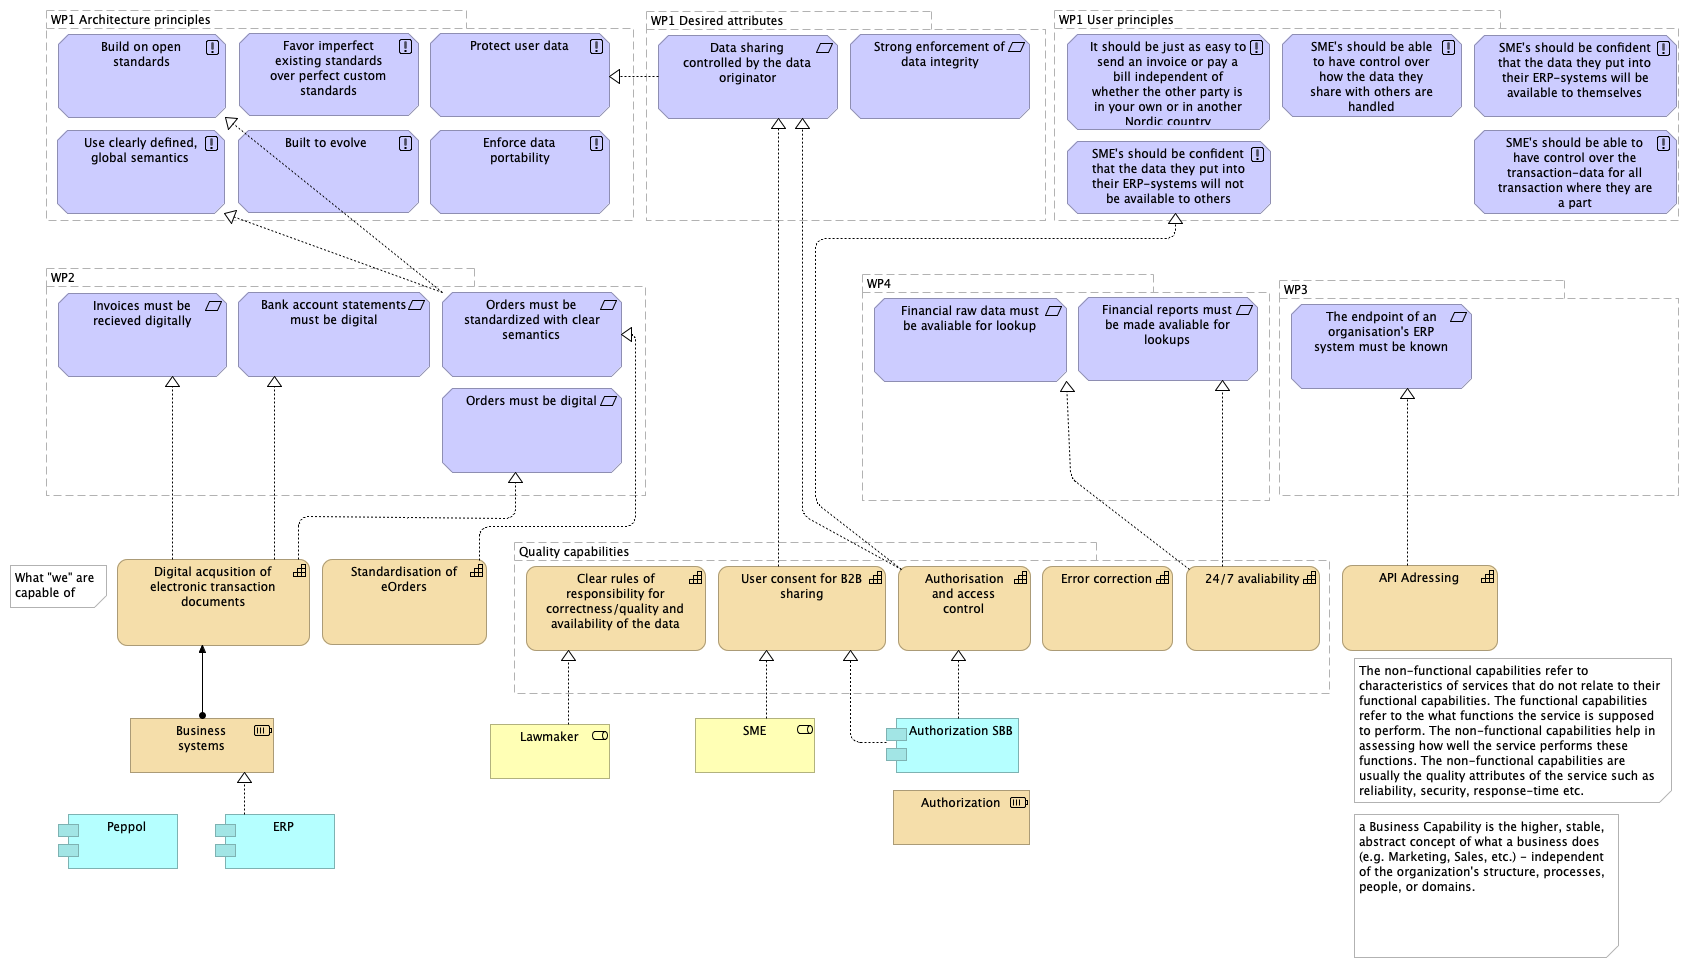 WP1 Architecture principles
Build on open
standards
Favor imperfect
existing standards
over perfect custom
standards
Protect user data
Use clearly defined,
global semantics
Built to evolve
Enforce data
portability
WP1 Desired attributes
Data sharing
controlled by the data
originator
Strong enforcement of
data integrity
WP1 User principles
It should be just as easy to
send an invoice or pay a
bill independent of
whether the other party is
in your own or in another
Nordic country
SME's should be able
to have control over
how the data they
share with others are
handled
SME's should be confident
that the data they put into
their ERP-systems will be
available to themselves
SME's should be confident
that the data they put into
their ERP-systems will not
be available to others
SME's should be able to
have control over the
transaction-data for all
transaction where they are
a part
WP2
Invoices must be
recieved digitally
Bank account statements
must be digital
Orders must be
standardized with clear
semantics
Orders must be digital
WP4
Financial raw data must
be avaliable for lookup
Financial reports must
be made avaliable for
lookups
WP3
The endpoint of an
organisation's ERP
system must be known
What "we" are
capable of
Digital acqusition of
electronic transaction
documents
Standardisation of
eOrders
Quality capabilities
Clear rules of
responsibility for
correctness/quality and
availability of the data
User consent for B2B
sharing
Authorisation
and access
control
Error correction
24/7 avaliability
API Adressing
Business
systems
Peppol
ERP
Lawmaker
SME
Authorization SBB
Authorization
The non-functional capabilities refer to
characteristics of services that do not relate to their
functional capabilities. The functional capabilities
refer to the what functions the service is supposed
to perform. The non-functional capabilities help in
assessing how well the service performs these
functions. The non-functional capabilities are
usually the quality attributes of the service such as
reliability, security, response-time etc.
a Business Capability is the higher, stable,
abstract concept of what a business does
(e.g. Marketing, Sales, etc.) – independent
of the organization's structure, processes,
people, or domains.